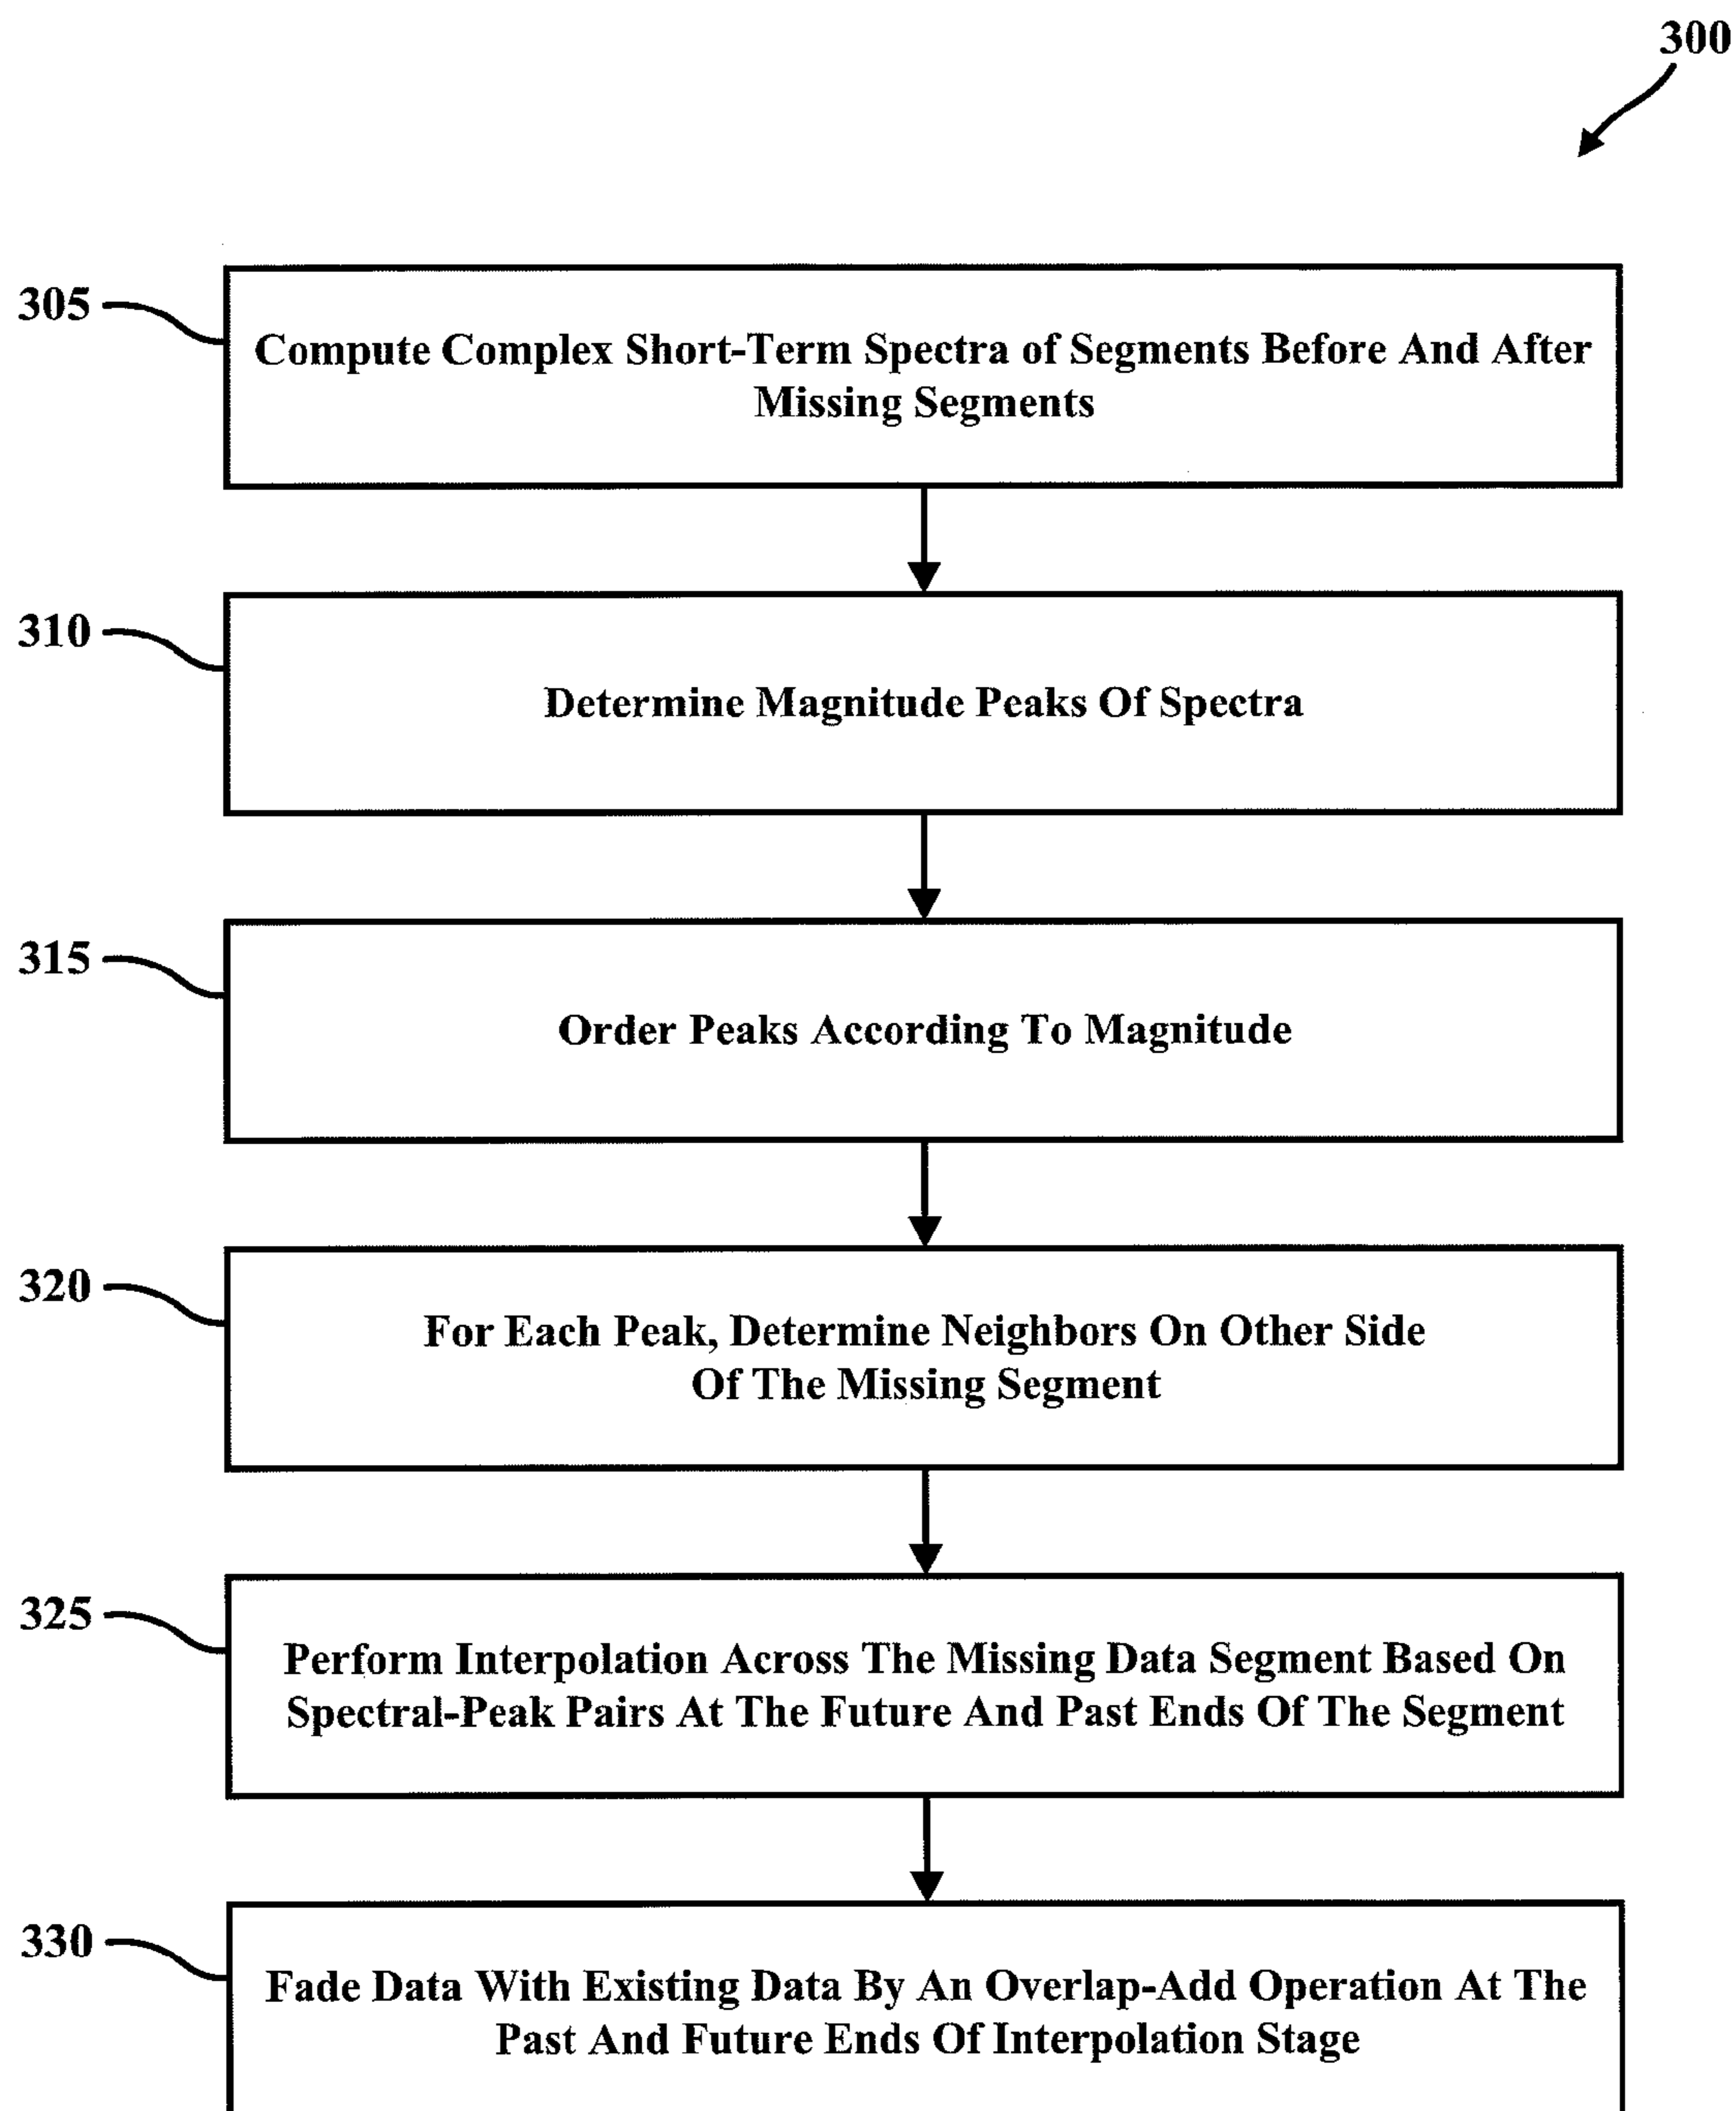 300
305
Compute Complex Short-Term Spectra of Segments Before And After
Missing Segments
310
Determine Magnitude Peaks Of Spectra
315
Order Peaks According To Magnitude
320
For Each Peak, Determine Neighbors On Other Side
Of The Missing Segment
325
Perform Interpolation Across The Missing Data Segment Based On
Spectral-Peak Pairs At The Future And Past Ends Of The Segment
330
Fade Data With Existing Data By An Overlap-Add Operation At The
Past And Future Ends Of Interpolation Stage